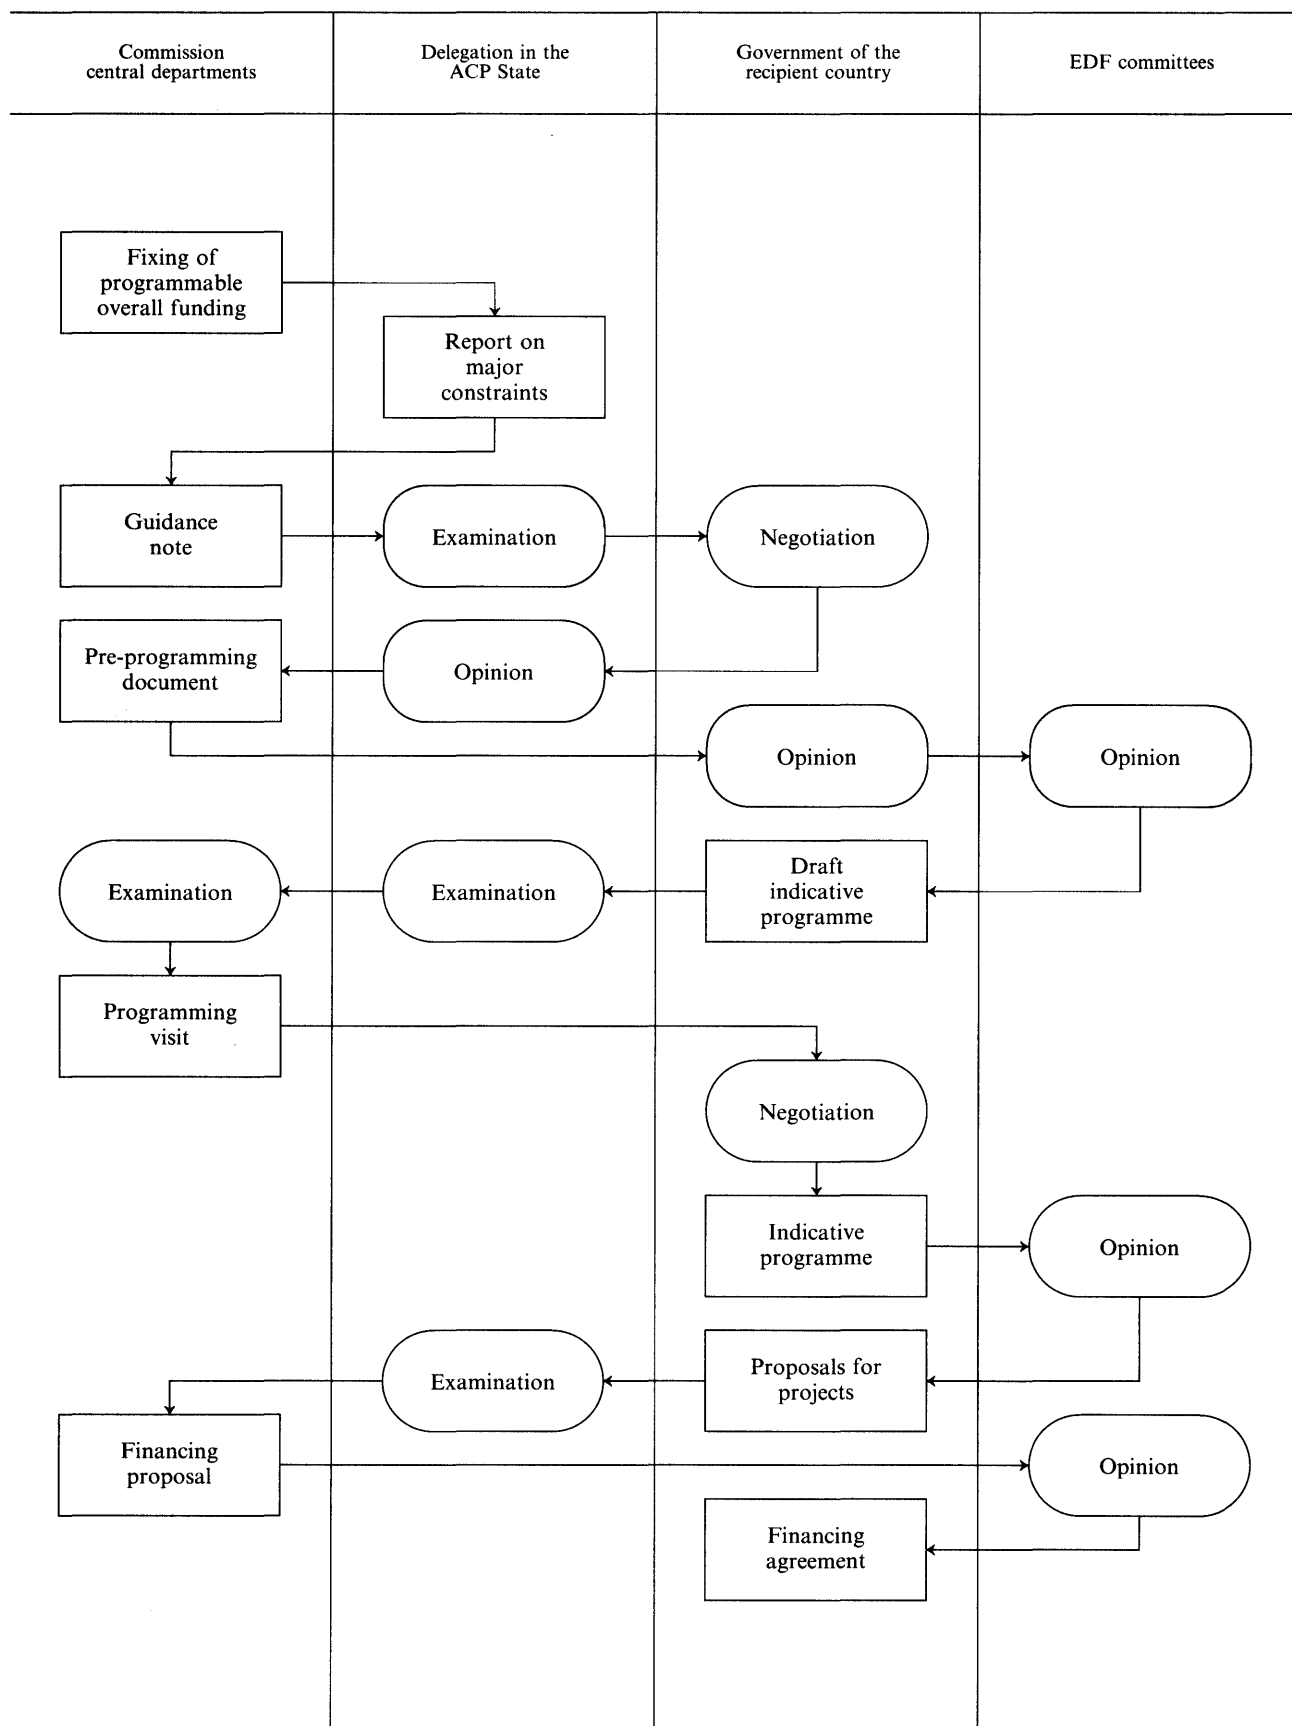 Commission
central departments
Delegation in the
ACP State
Government of the
recipient country
EDF committees
Fixing of
programmable
overall funding
Report on
major
constraints
Guidance
note
Examination
Negotiation
Pre-programming
document
Opinion
Opinion
Opinion
Examination
Examination
Draft
indicative
programme
Programming
visit
Negotiation
Indicative
programme
Opinion
Examination
Proposals for
projects
Financing
proposal
Opinion
Financing
agreement